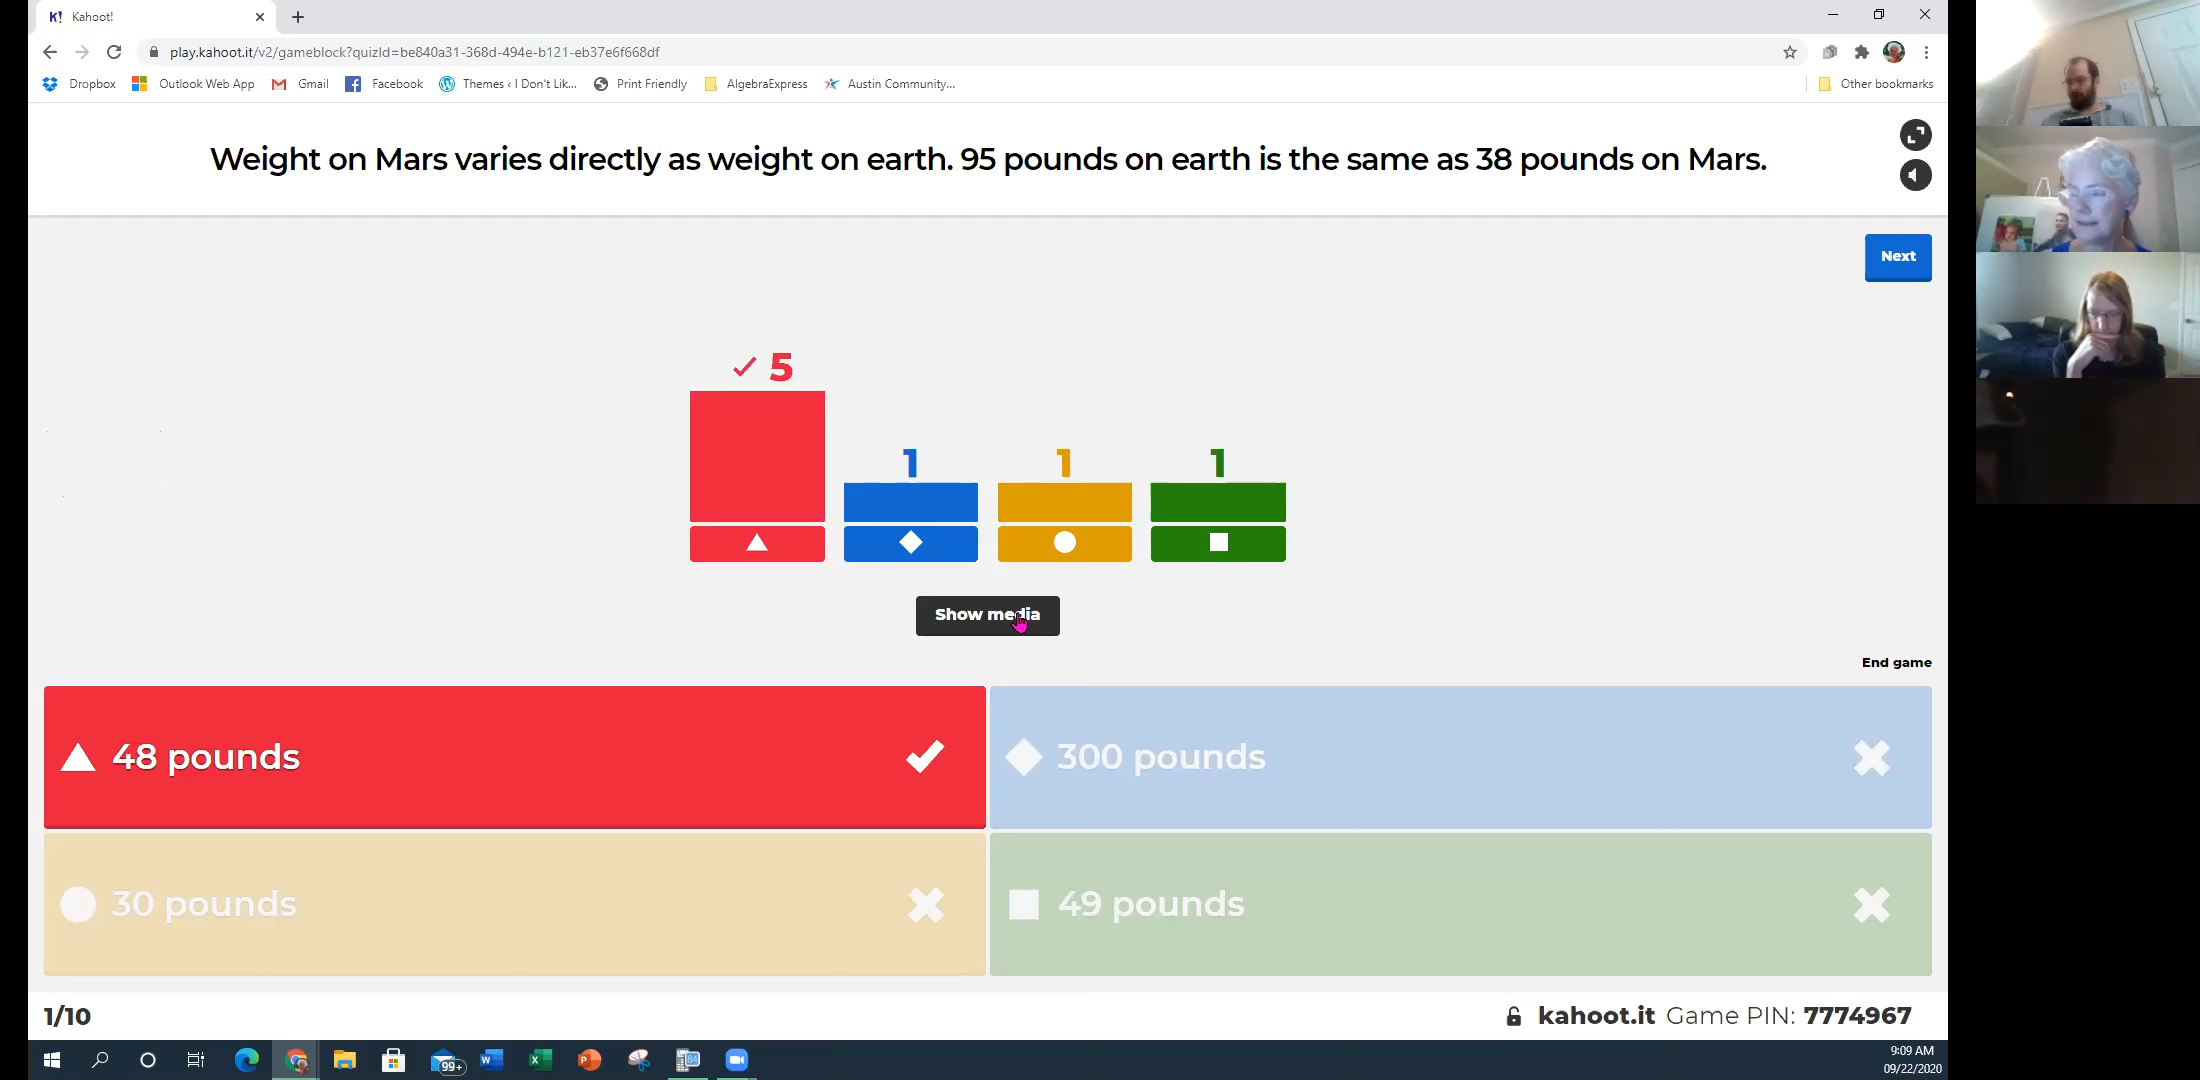 Kahoot!
play.kahoot.it/v2/gameblock?quizId=be840a31-368d-494e-b121-eb37e6f668df
Dropbox Outlook Web App Gmail Facebook Themes ‹ I Don't Lik... Print Friendly AlgebraExpress Austin Community... Other bookmarks
Weight on Mars varies directly as weight on earth. 95 pounds on earth is the same as 38 pounds on Mars.
Next
5
1 1 1
Show media
End game
48 pounds
300 pounds
30 pounds
49 pounds
1/10
kahoot.it Game PIN: 7774967
99+
84
9:09 AM
09/22/2020